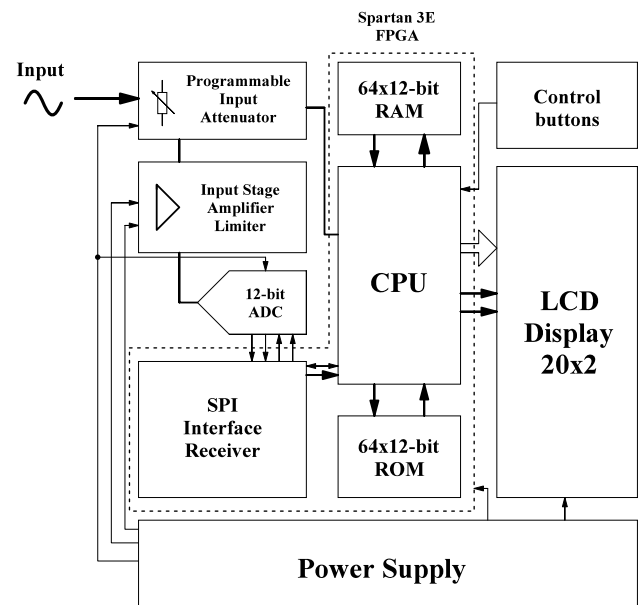 Spartan 3E
FPGA
Input
Programmable
Input
Attenuator
64x12-bit
RAM
Control
buttons
Input Stage
Amplifier
Limiter
CPU
12-bit
ADC
LCD
Display
20x2
SPI
Interface
Receiver
64x12-bit
ROM
Power Supply